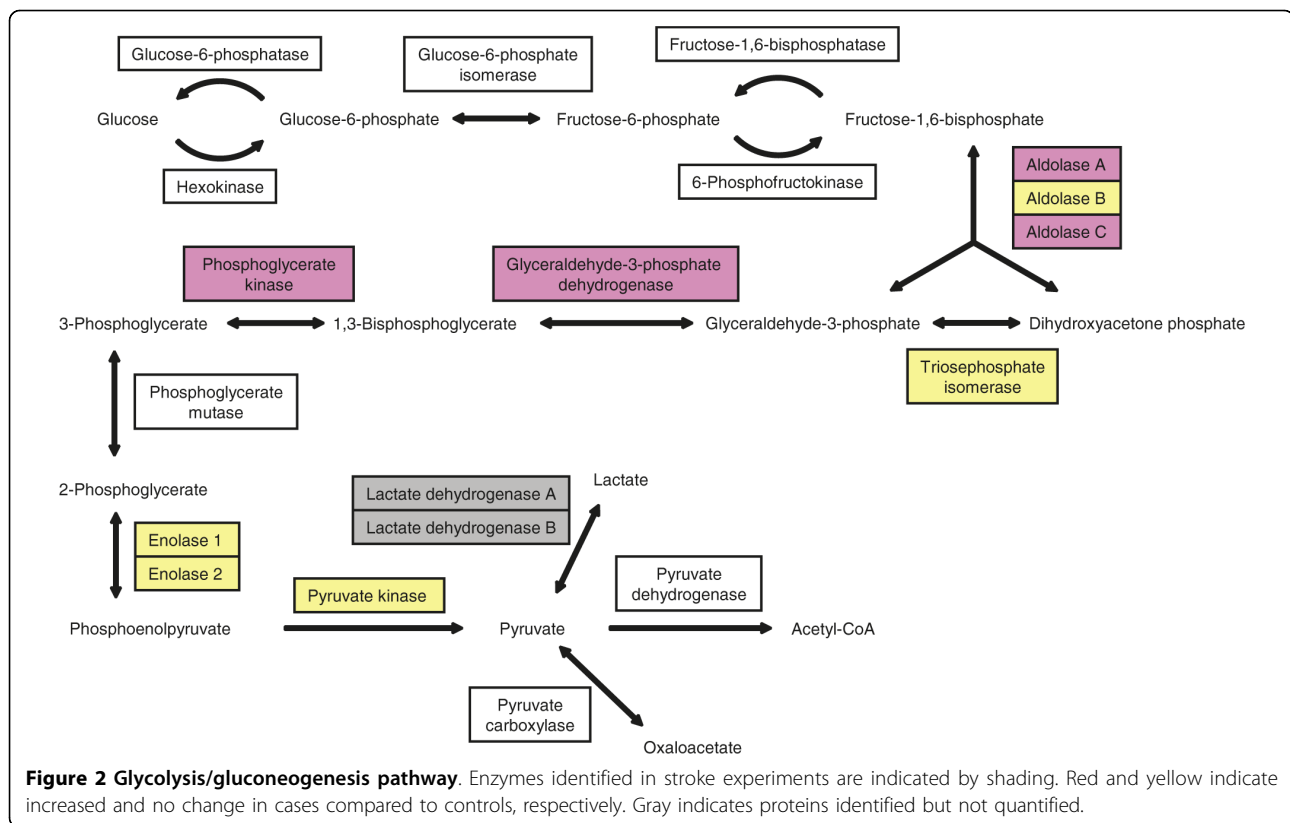 Glucose-6-phosphatase
Glucose-6-phosphate
isomerase
Fructose-1,6-bisphosphatase
Glucose
Glucose-6-phosphate
Fructose-6-phosphate
Fructose-1,6-bisphosphate
Hexokinase
6-Phosphofructokinase
Aldolase A
Aldolase B
Aldolase C
Phosphoglycerate
kinase
Glyceraldehyde-3-phosphate
dehydrogenase
3-Phosphoglycerate
1,3-Bisphosphoglycerate
Glyceraldehyde-3-phosphate
Dihydroxyacetone phosphate
Triosephosphate
isomerase
Phosphoglycerate
mutase
2-Phosphoglycerate
Lactate dehydrogenase A
Lactate dehydrogenase B
Lactate
Enolase 1
Enolase 2
Pyruvate kinase
Pyruvate
dehydrogenase
Phosphoenolpyruvate
Pyruvate
Acetyl-CoA
Pyruvate
carboxylase
Oxaloacetate
Figure 2 Glycolysis/gluconeogenesis pathway. Enzymes identified in stroke experiments are indicated by shading. Red and yellow indicate
increased and no change in cases compared to controls, respectively. Gray indicates proteins identified but not quantified.